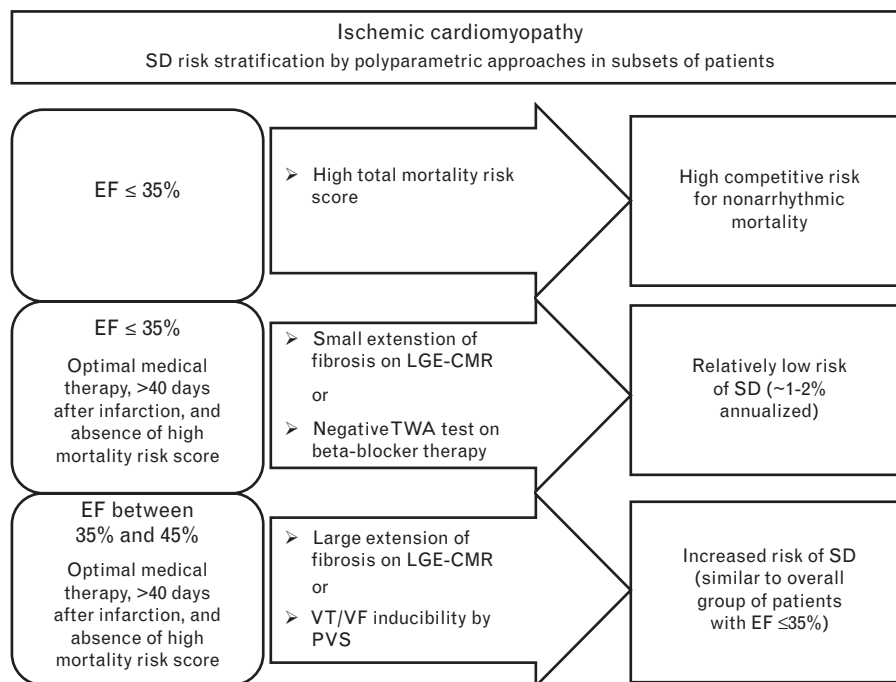 Ischemic cardiomyopathy
SD risk stratification by polyparametric approaches in subsets of patients
EF ≤ 35%
➢ High total mortality risk
score
High competitive risk
for nonarrhythmic
mortality
EF ≤ 35%
Optimal medical
therapy, >40 days
after infarction, and
absence of high
mortality risk score
➢ Small extenstion of
fibrosis on LGE-CMR
or
➢ Negative TWA test on
beta-blocker therapy
Relatively low risk
of SD (~1-2%
annualized)
EF between
35% and 45%
Optimal medical
therapy, >40 days
after infarction, and
absence of high
mortality risk score
➢ Large extension of
fibrosis on LGE-CMR
or
➢ VT/VF inducibility by
PVS
Increased risk of SD
(similar to overall
group of patients
with EF ≤35%)